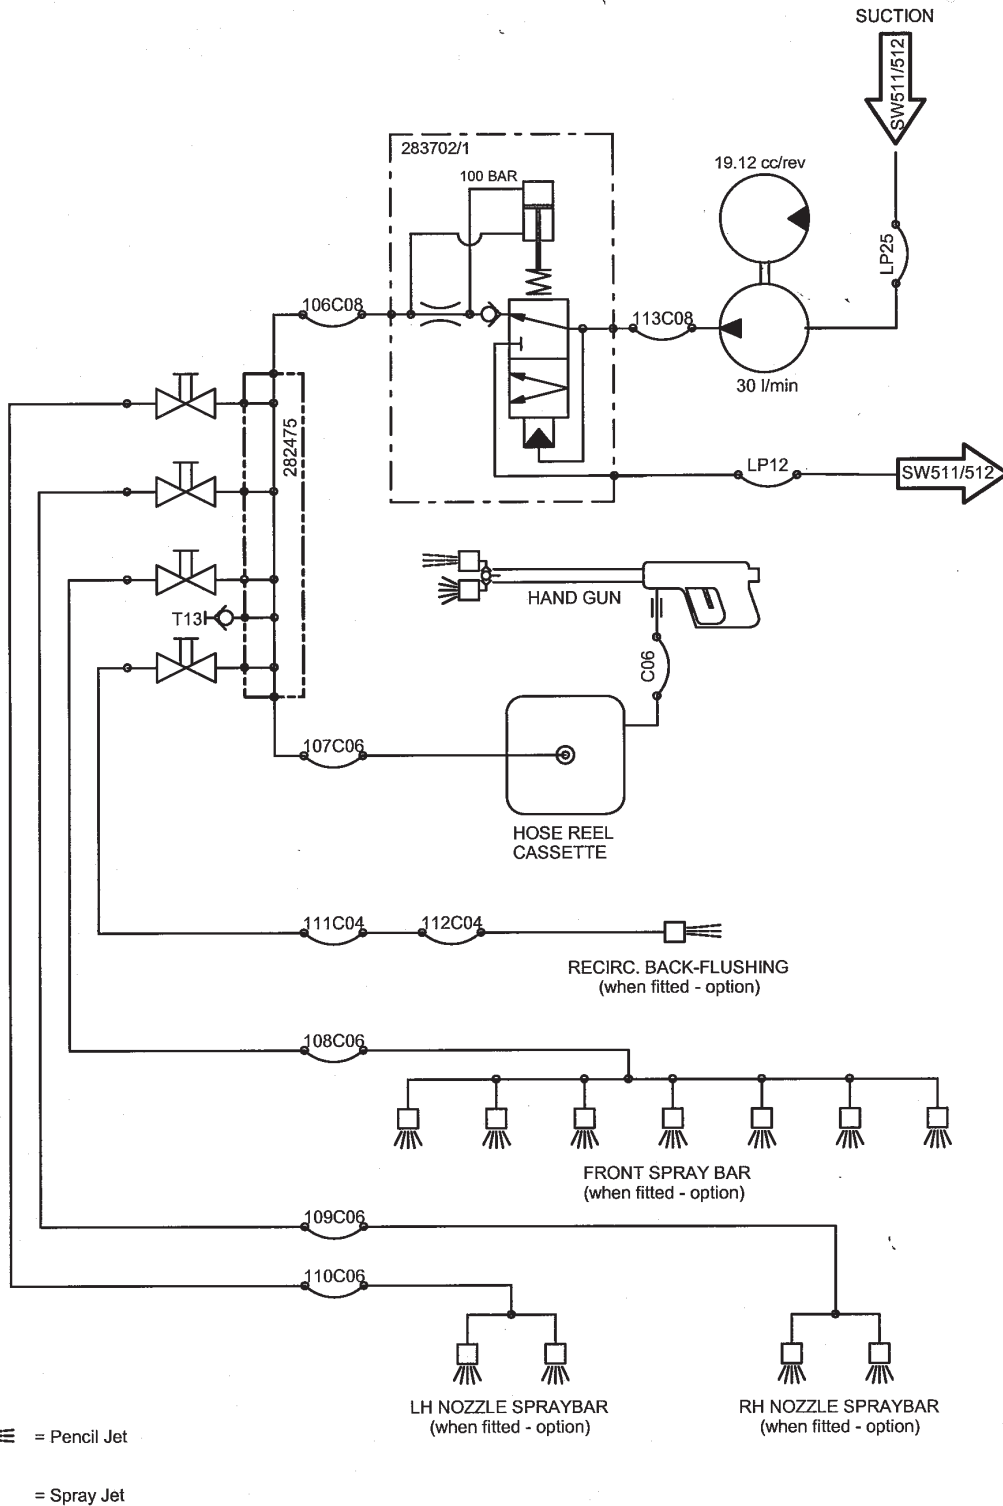 SUCTION
SW511/512
283702/1
19.12 cc/rev
100 BAR
LP25
106C08
113C08
30 l/min
282475
LP12
SW511/512
HAND GUN
T13
C06
107C06
HOSE REEL
CASSETTE
111C04
112C04
RECIRC. BACK-FLUSHING
(when fitted - option)
108C06
FRONT SPRAY BAR
(when fitted - option)
109C06
110C06
LH NOZZLE SPRAYBAR
(when fitted - option)
RH NOZZLE SPRAYBAR
(when fitted - option)
= Pencil Jet
= Spray Jet